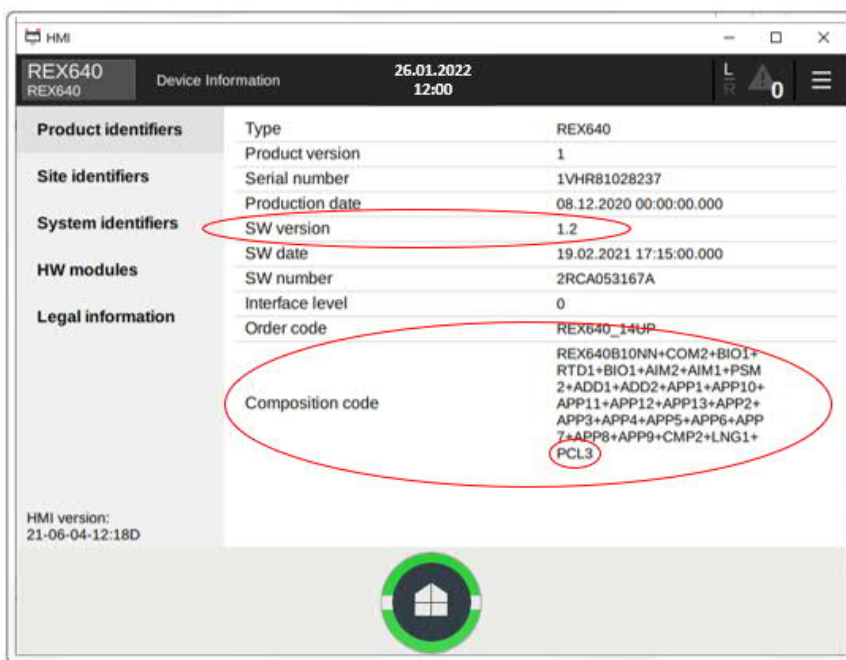 HMI
REX640
REX640
Device Information
26.01.2022
12:00
L
R
0
Product identifiers
Site identifiers
System identifiers
HW modules
Legal information
Type REX640
Product version 1
Serial number 1VHR81028237
Production date 08.12.2020 00:00:00.000
SW version 1.2
SW date 19.02.2021 17:15:00.000
SW number 2RCA053167A
Interface level 0
Order code REX640_14UP
Composition code
REX640B10NN+COM2+BIO1+
RTD1+BIO1+AIM2+AIM1+PSM
2+ADD1+ADD2+APP1+APP10+
APP11+APP12+APP13+APP2+
APP3+APP4+APP5+APP6+APP
7+APP8+APP9+CMP2+LNG1+
PCL3
HMI version:
21-06-04-12:18D